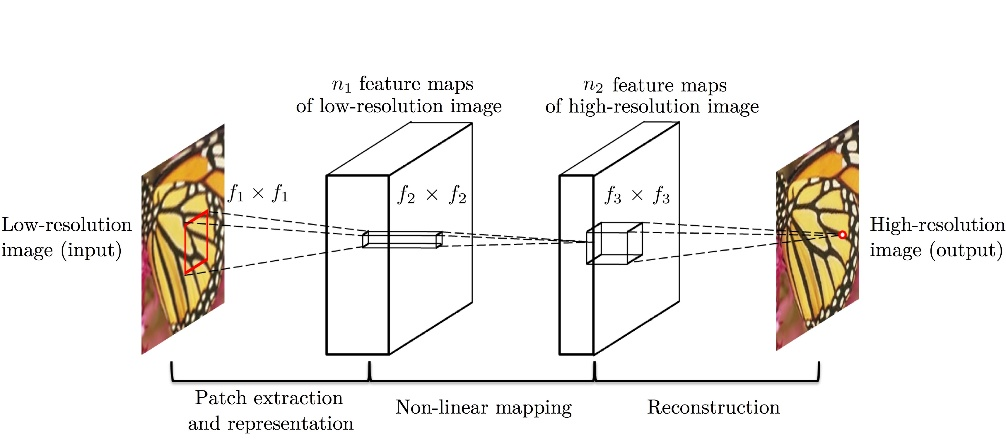 n₁ feature maps
of low-resolution image
n₂ feature maps
of high-resolution image
f₁ × f₁
f₂ × f₂
f₃ × f₃
Low-resolution
image (input)
High-resolution
image (output)
Patch extraction
and representation
Non-linear mapping
Reconstruction